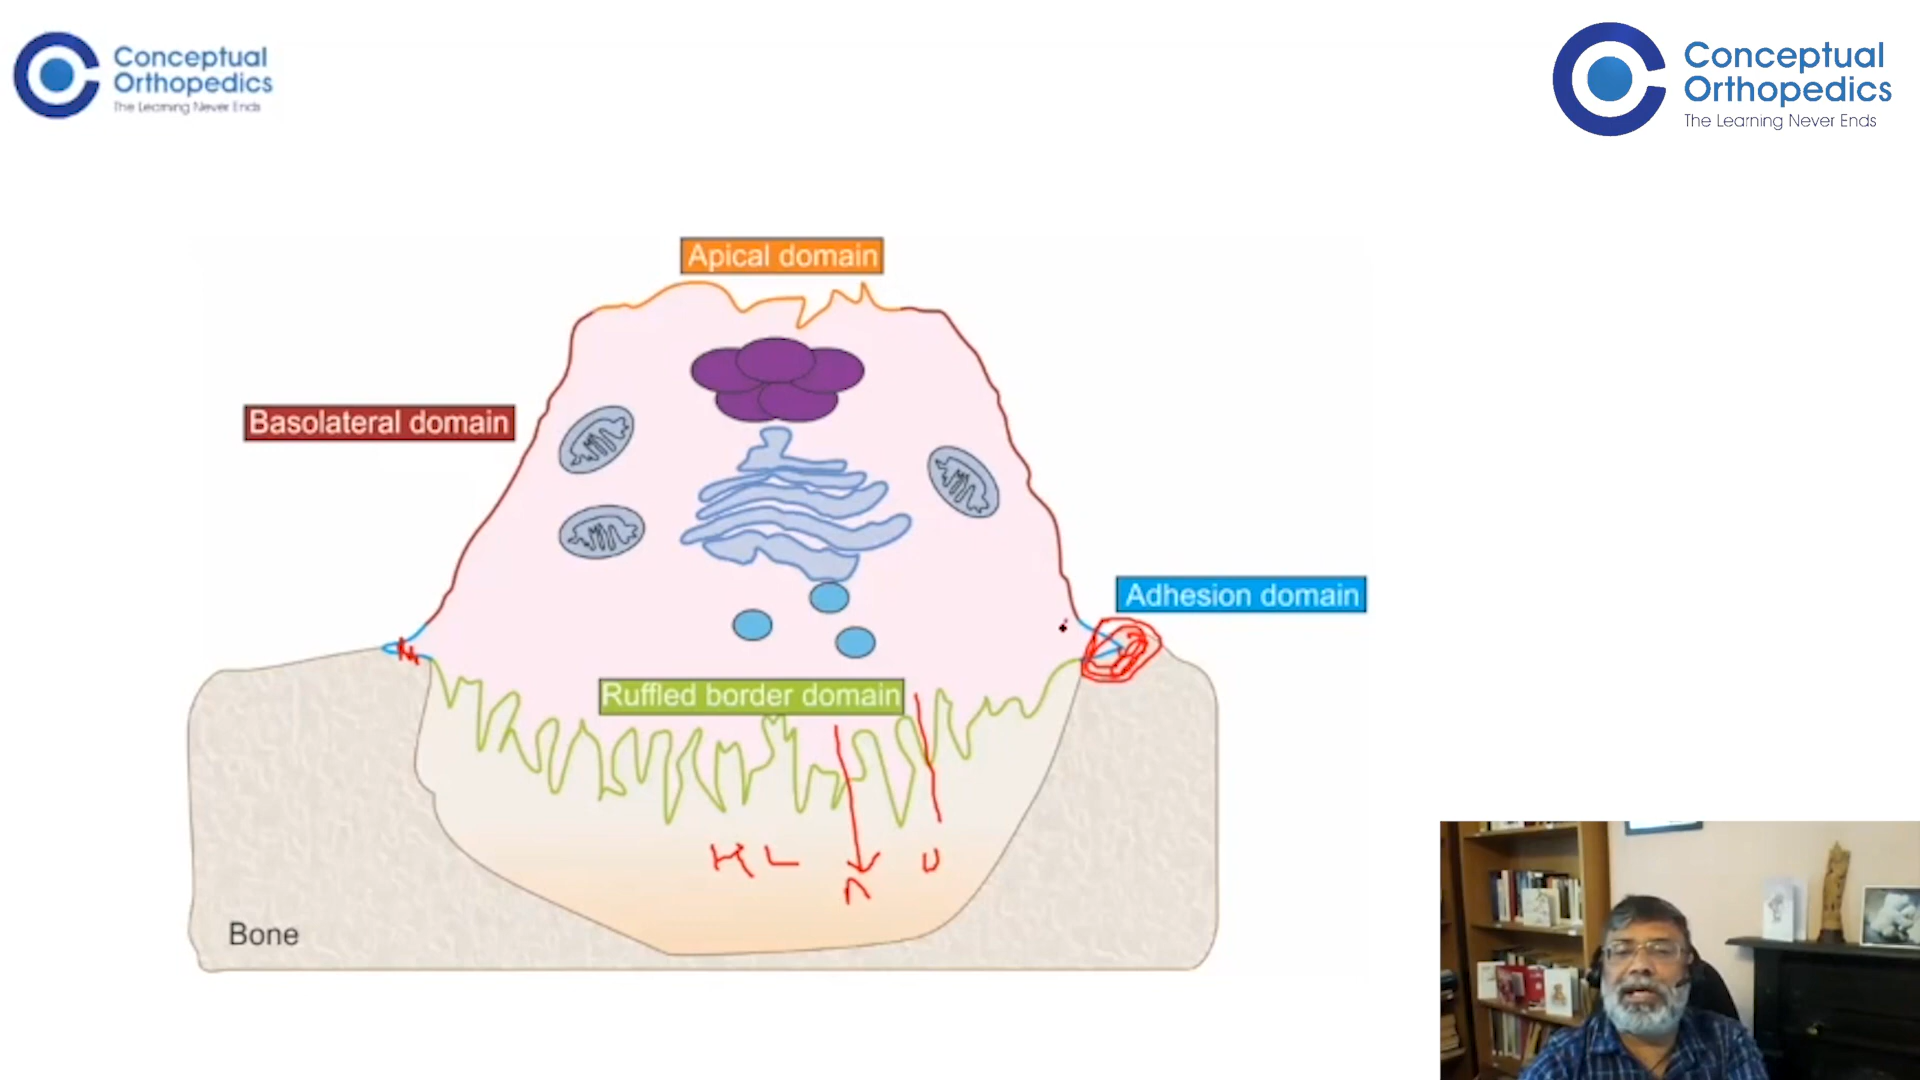 Conceptual
Orthopedics
The Learning Never Ends
Conceptual
Orthopedics
The Learning Never Ends
Apical domain
Basolateral domain
Adhesion domain
Ruffled border domain
H L
Bone